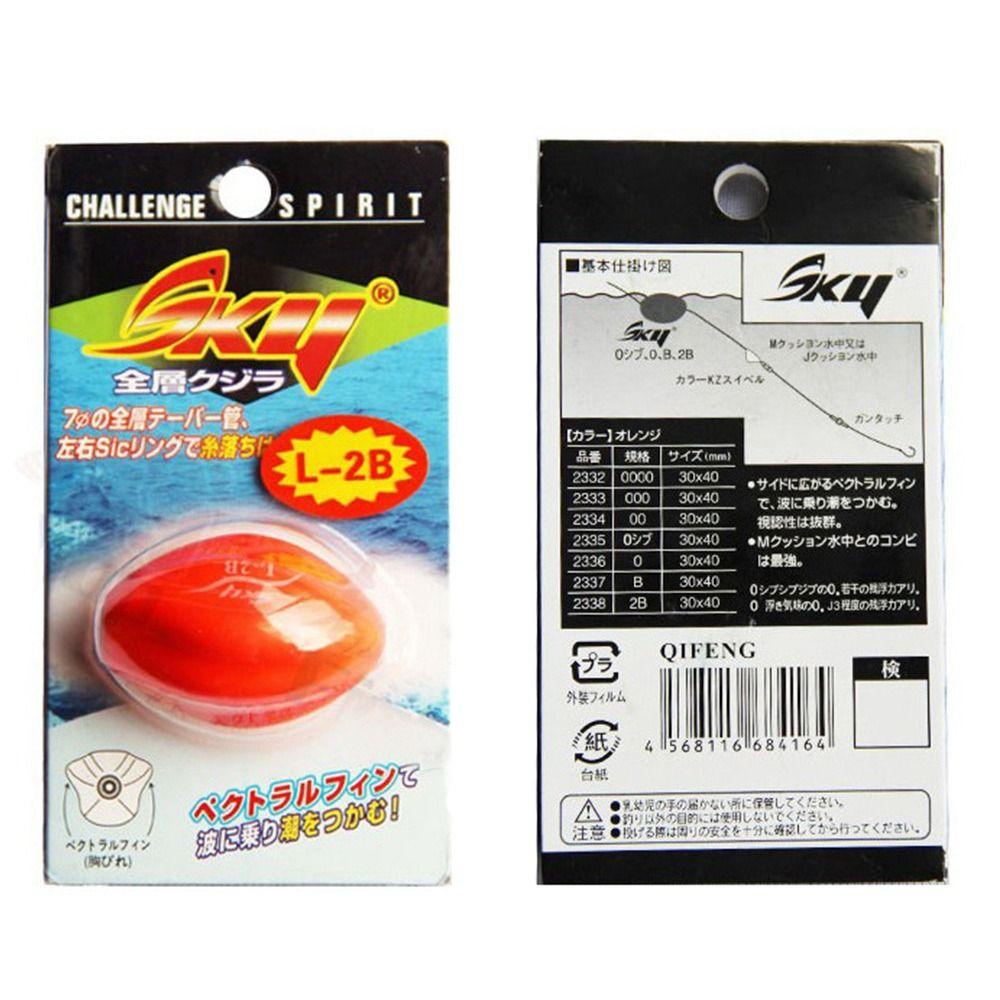 CHALLENGE SPIRIT
SKY®
全層クジラ
7φの全層テーパー管、
左右Sicリングで糸落ち
L-2B
L-2B
SKY
ペクトラルフィンで
波に乗り潮をつかむ!
ペクトラルフィン
(胸びれ)
■基本仕掛け図
SKY®
SKY®
0シブ、0、B、2B
Mクッション水中又は
Jクッション水中
カラーKZスイベル
ガンタッチ
【カラー】オレンジ
品番 規格 サイズ(mm)
2332 0000 30x40
2333 000 30x40
2334 00 30x40
2335 0シブ 30x40
2336 0 30x40
2337 B 30x40
2338 2B 30x40
●サイドに広がるペクトラルフィン
で、波に乗り潮をつかむ。
視認性は抜群。
●Mクッション水中とのコンビ
は最強。
0シブシブシブの0。若干の残浮力アリ。
0 浮き気味の0。J3程度の残浮力アリ。
プラ
外装フィルム
QIFENG
検
紙
台紙
4 568116 684164
注意
●乳幼児の手の届かない所に保管してください。
●釣り以外の目的には使用しないでください。
●投げる際は周りの安全を十分に確認してから行ってください。